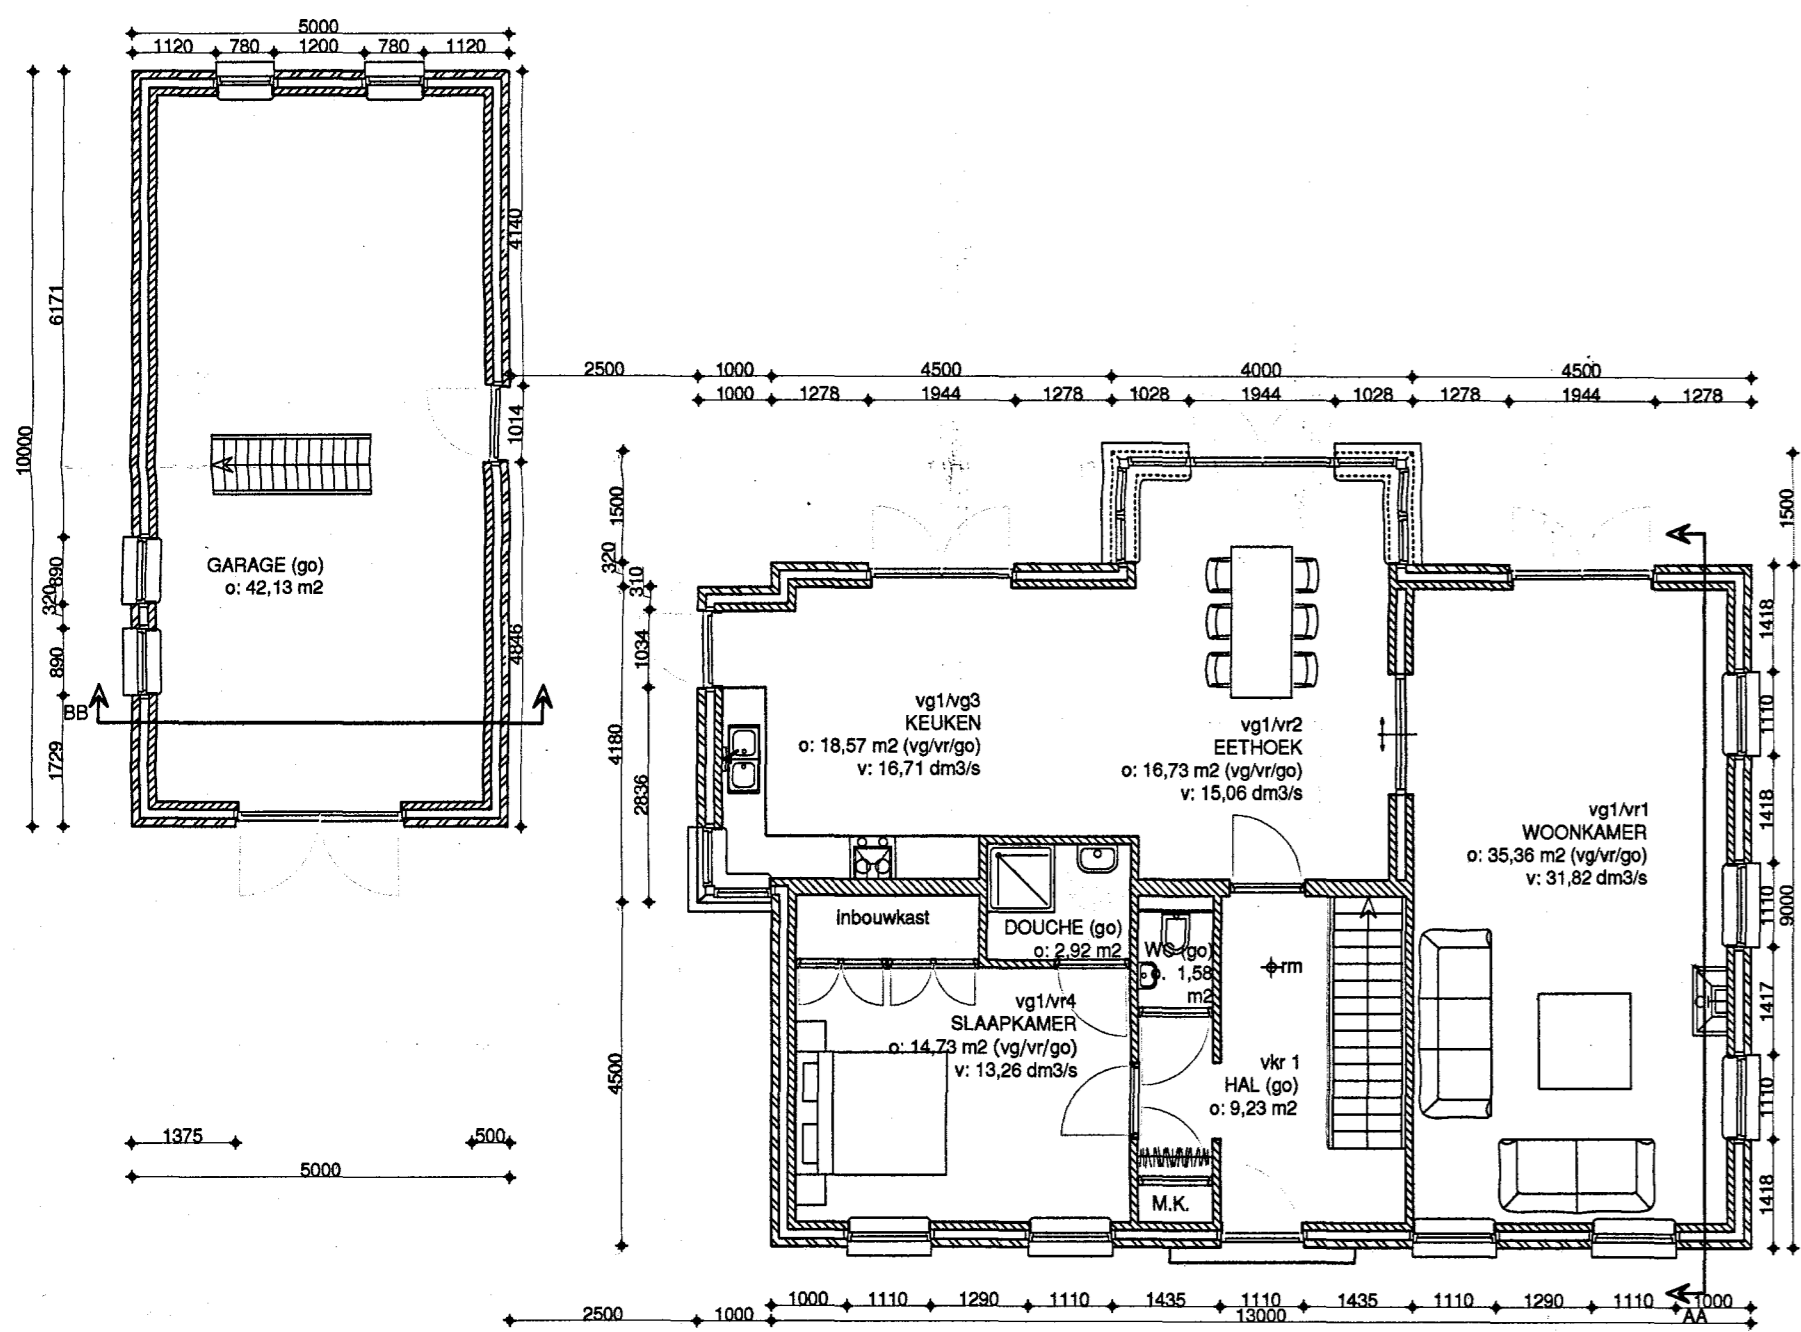 5000
1120 780 1200 780 1120
10000
6171
890
320
890
1729
4140
1014
4846
GARAGE (go)
o: 42,13 m2
BB
1375 500
5000
2500 1000 4500 4000 4500
1000 1278 1944 1278 1028 1944 1028 1278 1944 1278
1500
320
310
1034
4180
2836
4500
vg1/vg3
KEUKEN
o: 18,57 m2 (vg/vr/go)
v: 16,71 dm3/s
vg1/vr2
EETHOEK
o: 16,73 m2 (vg/vr/go)
v: 15,06 dm3/s
vg1/vr1
WOONKAMER
o: 35,36 m2 (vg/vr/go)
v: 31,82 dm3/s
inbouwkast
DOUCHE (go)
o: 2,92 m2
WC (go)
1,58
m2
rm
vg1/vr4
SLAAPKAMER
o: 14,73 m2 (vg/vr/go)
v: 13,26 dm3/s
vkr 1
HAL (go)
o: 9,23 m2
M.K.
1500
1418
1110
1418
1110
9000
1417
1110
1418
1000 1110 1290 1110 1435 1110 1435 1110 1290 1110 1000
2500 1000 13000
AA